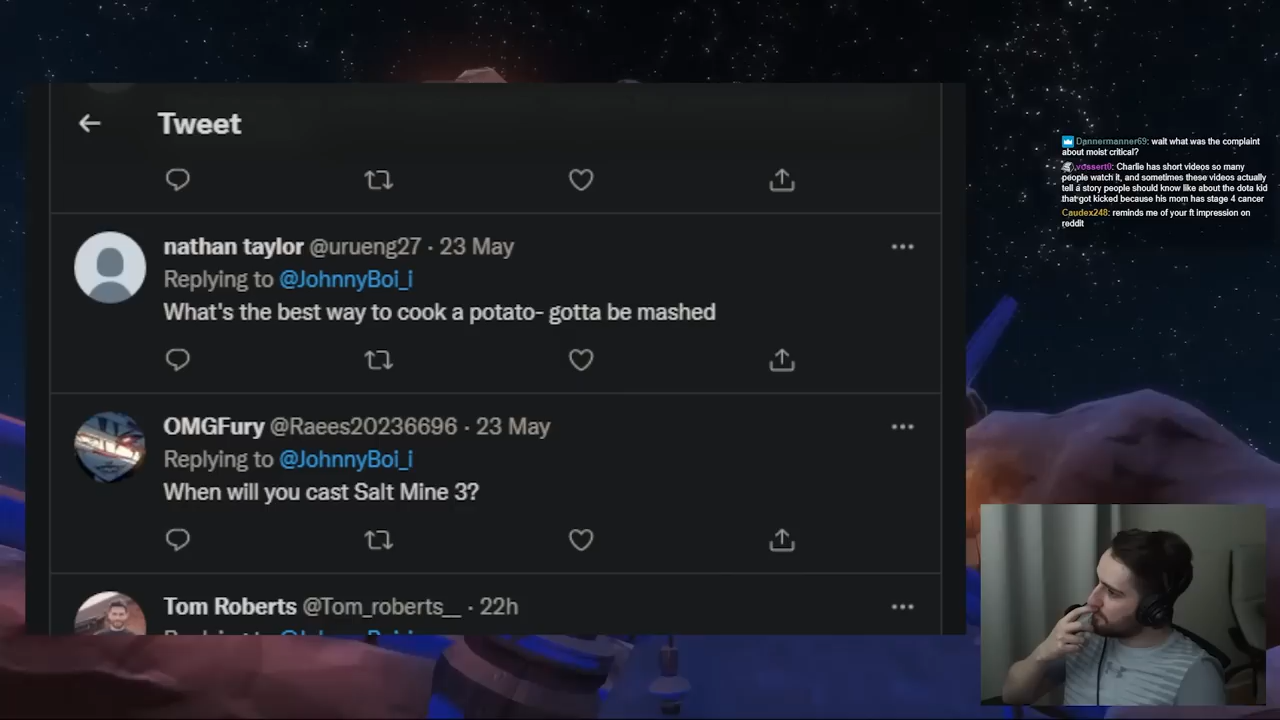 Tweet
nathan taylor @urueng27 · 23 May
Replying to @JohnnyBoi_i
What's the best way to cook a potato- gotta be mashed
OMGFury @Raees20236696 · 23 May
Replying to @JohnnyBoi_i
When will you cast Salt Mine 3?
Tom Roberts @Tom_roberts__ · 22h
Dannermanner69: wait what was the complaint
about moist critical?
vossert0: Charlie has short videos so many
people watch it, and sometimes these videos actually
tell a story people should know like about the dota kid
that got kicked because his mom has stage 4 cancer
Caudex248: reminds me of your ft impression on
reddit